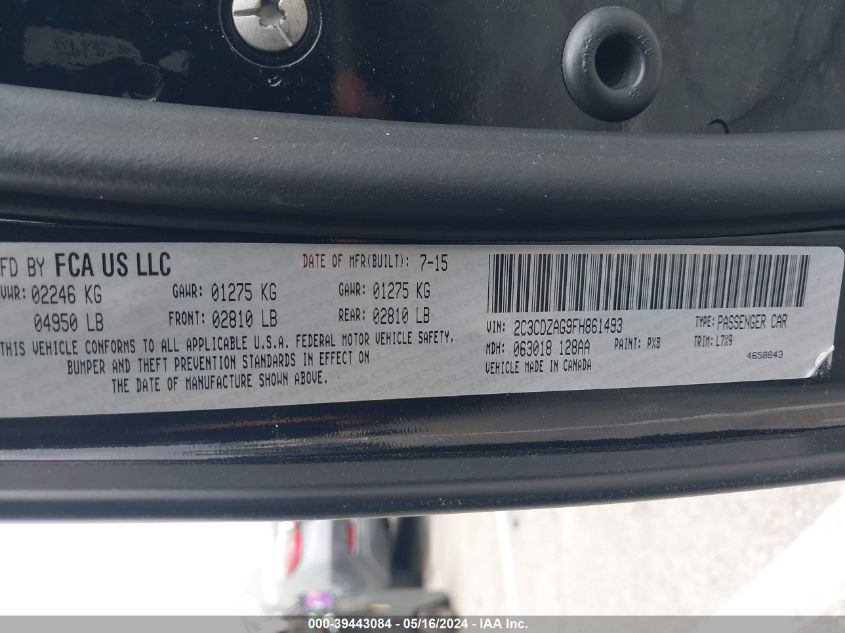 FD BY FCA US LLC DATE OF MFR(BUILT): 7-15
VWR: 02246 KG GAWR: 01275 KG GAWR: 01275 KG
04950 LB FRONT: 02810 LB REAR: 02810 LB
THIS VEHICLE CONFORMS TO ALL APPLICABLE U.S.A. FEDERAL MOTOR VEHICLE SAFETY,
BUMPER AND THEFT PREVENTION STANDARDS IN EFFECT ON
THE DATE OF MANUFACTURE SHOWN ABOVE.
VIN: 2C3CDZAG9FH861493 TYPE: PASSENGER CAR
MDH: 063018 128AA PAINT: PX8 TRIM: L7X9
VEHICLE MADE IN CANADA 4658843
000-39443084 - 05/16/2024 - IAA Inc.